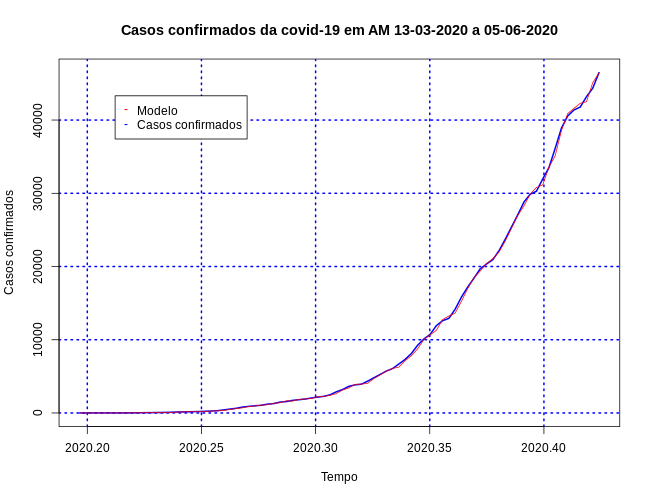 Casos confirmados da covid-19 em AM 13-03-2020 a 05-06-2020
Casos confirmados
40000
30000
20000
10000
0
- Modelo
- Casos confirmados
2020.20 2020.25 2020.30 2020.35 2020.40
Tempo